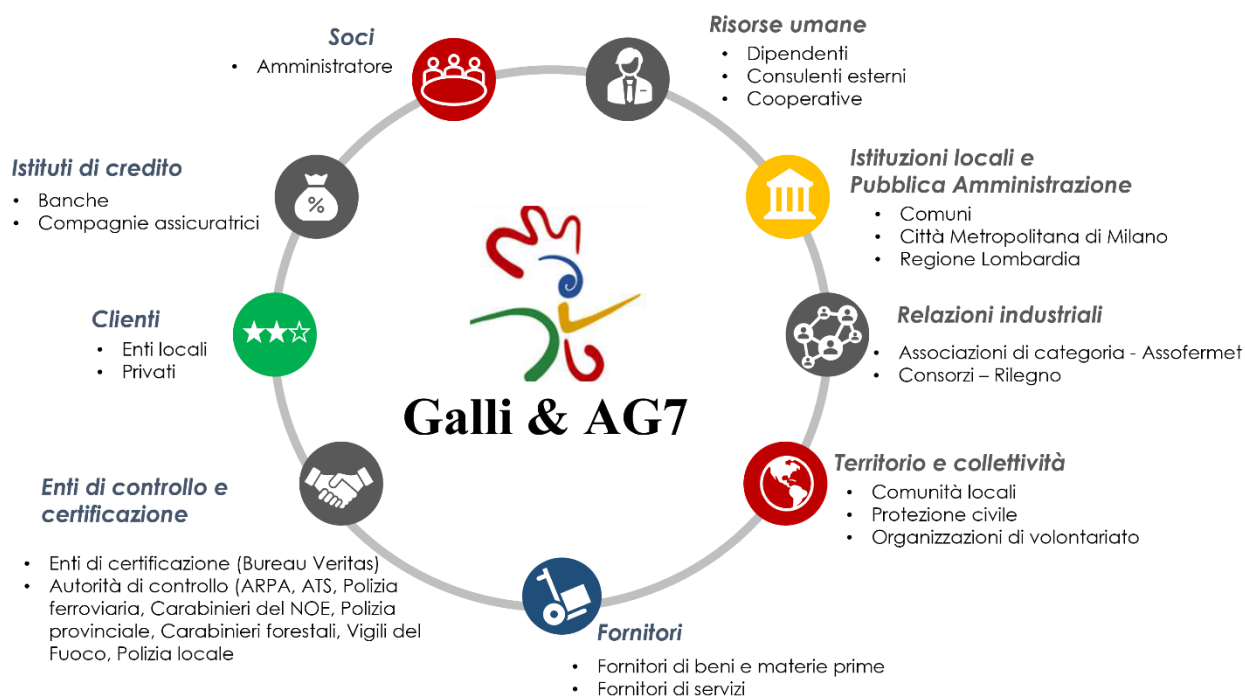 Soci
• Amministratore
Risorse umane
• Dipendenti
• Consulenti esterni
• Cooperative
Istituzioni locali e
Pubblica Amministrazione
• Comuni
• Città Metropolitana di Milano
• Regione Lombardia
Relazioni industriali
• Associazioni di categoria - Assofermet
• Consorzi – Rilegno
Territorio e collettività
• Comunità locali
• Protezione civile
• Organizzazioni di volontariato
Fornitori
• Fornitori di beni e materie prime
• Fornitori di servizi
Enti di controllo e
certificazione
• Enti di certificazione (Bureau Veritas)
• Autorità di controllo (ARPA, ATS, Polizia
ferroviaria, Carabinieri del NOE, Polizia
provinciale, Carabinieri forestali, Vigili del
Fuoco, Polizia locale
Clienti
• Enti locali
• Privati
Istituti di credito
• Banche
• Compagnie assicuratrici
%
Galli & AG7